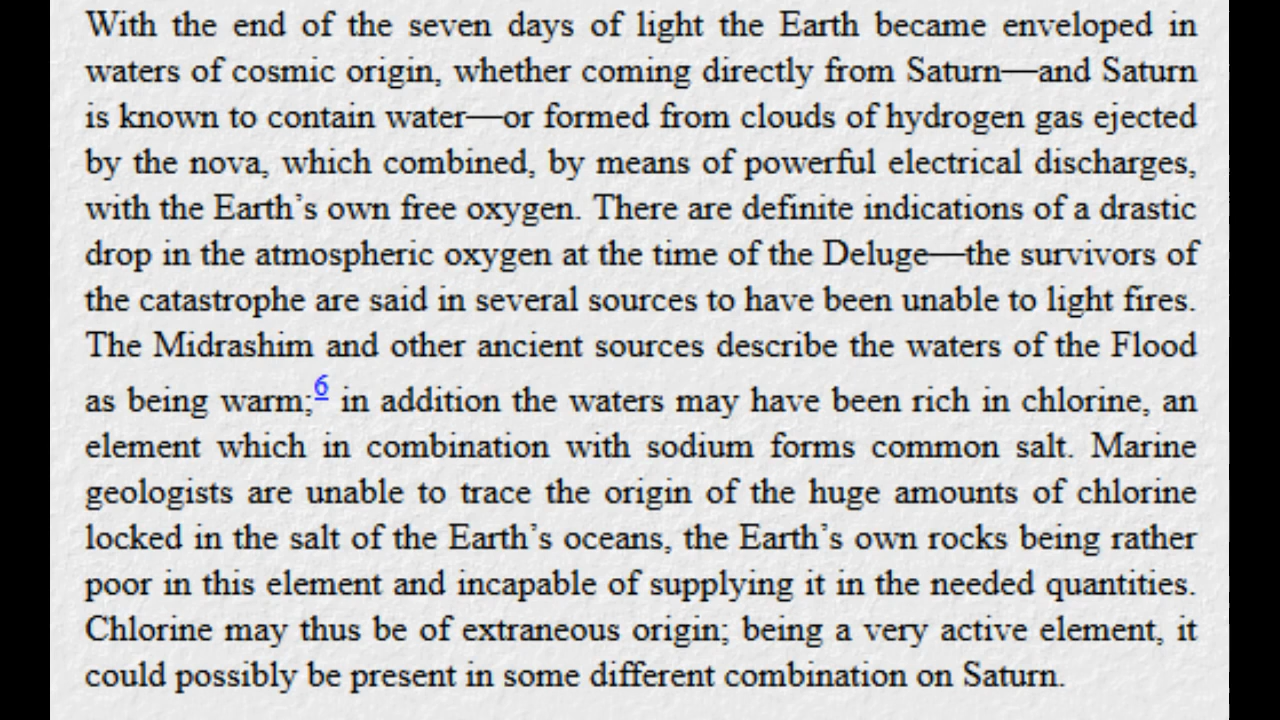 With the end of the seven days of light the Earth became enveloped in
waters of cosmic origin, whether coming directly from Saturn—and Saturn
is known to contain water—or formed from clouds of hydrogen gas ejected
by the nova, which combined, by means of powerful electrical discharges,
with the Earth’s own free oxygen. There are definite indications of a drastic
drop in the atmospheric oxygen at the time of the Deluge—the survivors of
the catastrophe are said in several sources to have been unable to light fires.
The Midrashim and other ancient sources describe the waters of the Flood
as being warm;6 in addition the waters may have been rich in chlorine, an
element which in combination with sodium forms common salt. Marine
geologists are unable to trace the origin of the huge amounts of chlorine
locked in the salt of the Earth’s oceans, the Earth’s own rocks being rather
poor in this element and incapable of supplying it in the needed quantities.
Chlorine may thus be of extraneous origin; being a very active element, it
could possibly be present in some different combination on Saturn.